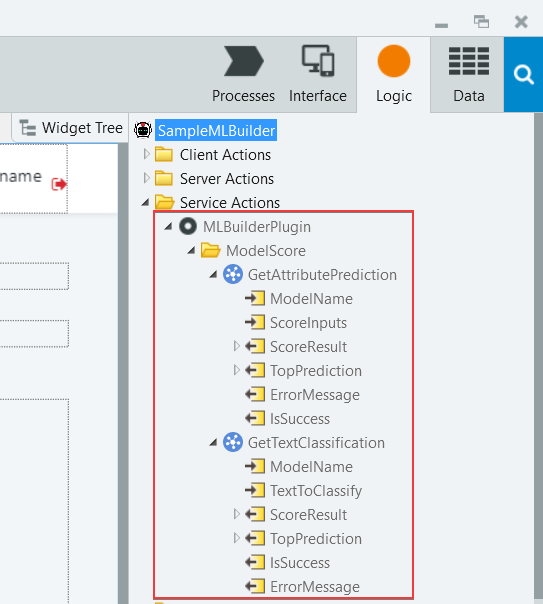 Processes Interface Logic Data
Widget Tree
SampleMLBuilder
Client Actions
name
Server Actions
Service Actions
MLBuilderPlugin
ModelScore
GetAttributePrediction
ModelName
ScoreInputs
ScoreResult
TopPrediction
ErrorMessage
IsSuccess
GetTextClassification
ModelName
TextToClassify
ScoreResult
TopPrediction
IsSuccess
ErrorMessage